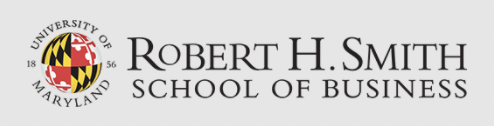 UNIVERSITY OF
18 56
MARYLAND
ROBERT H. SMITH
SCHOOL OF BUSINESS